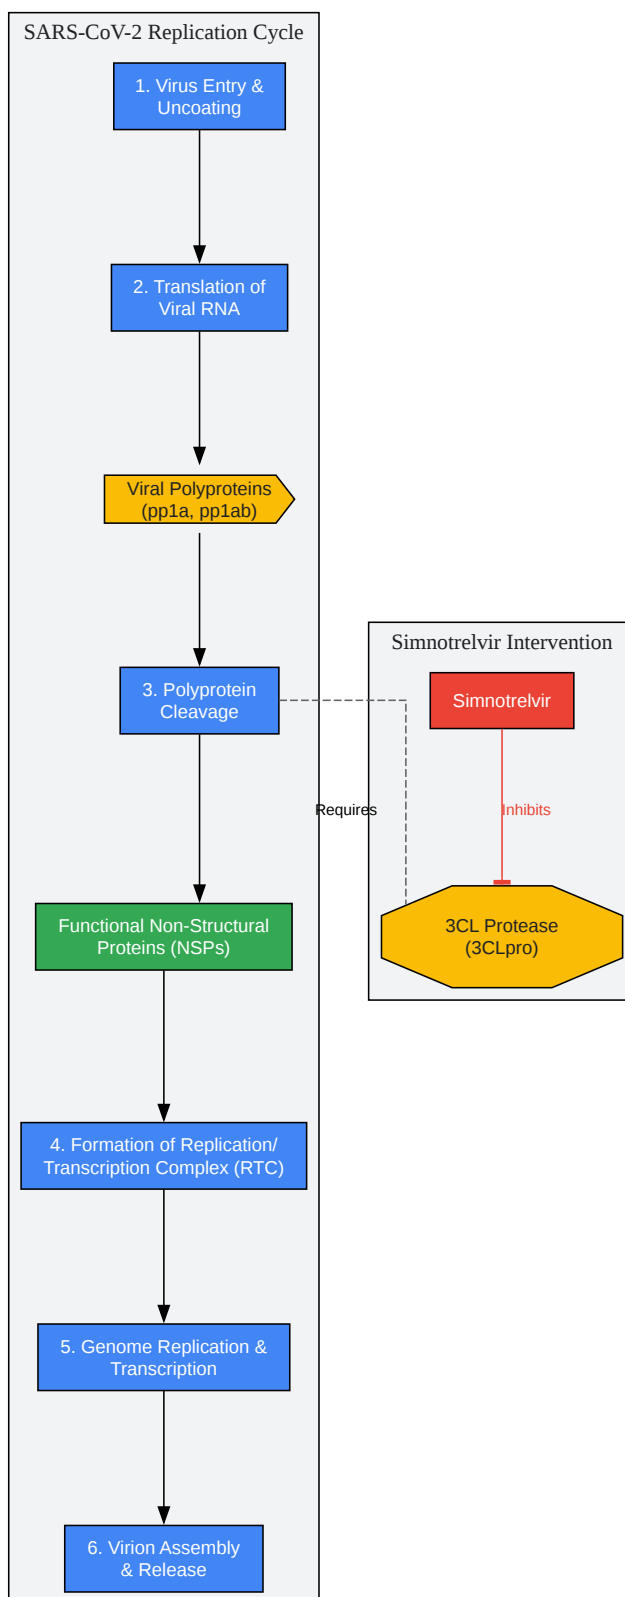 SARS-CoV-2 Replication Cycle
1. Virus Entry &
Uncoating
2. Translation of
Viral RNA
Viral Polyproteins
(pp1a, pp1ab)
3. Polyprotein
Cleavage
Simnotrelvir Intervention
Simnotrelvir
Requires
Inhibits
3CL Protease
(3CLpro)
Functional Non-Structural
Proteins (NSPs)
4. Formation of Replication/
Transcription Complex (RTC)
5. Genome Replication &
Transcription
6. Virion Assembly
& Release